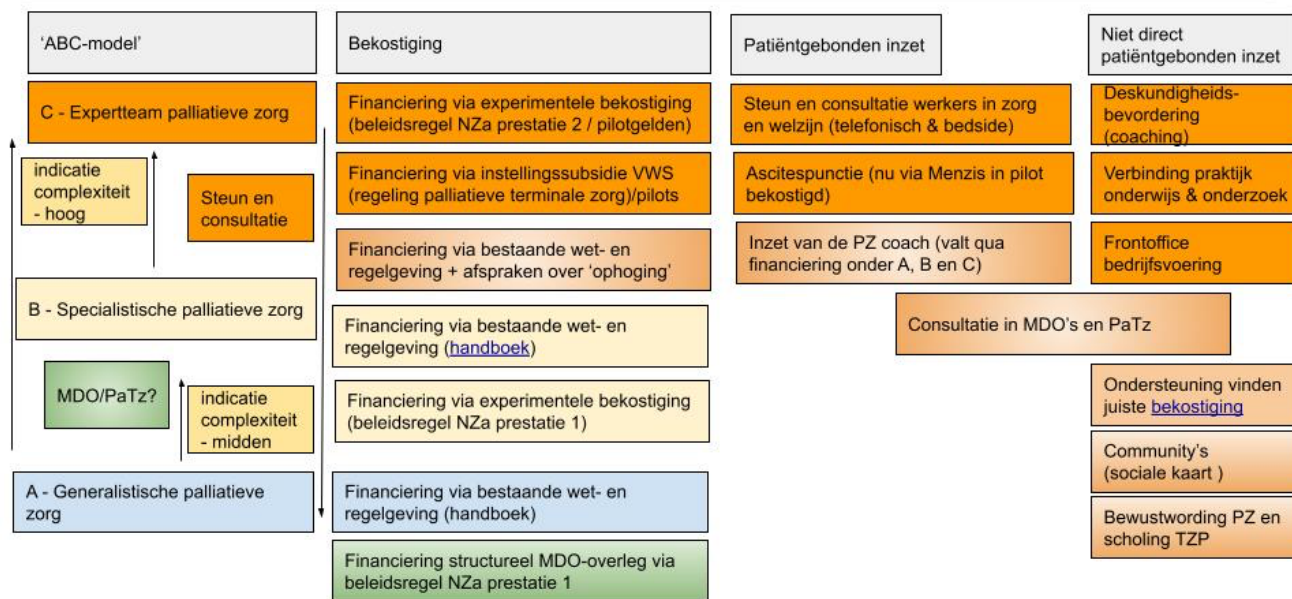 'ABC-model'
Bekostiging
Patiëntgebonden inzet
Niet direct
patiëntgebonden inzet
C - Expertteam palliatieve zorg
indicatie
complexiteit
- hoog
Steun en
consultatie
B - Specialistische palliatieve zorg
MDO/PaTz?
indicatie
complexiteit
- midden
A - Generalistische palliatieve
zorg
Financiering via experimentele bekostiging
(beleidsregel NZa prestatie 2 / pilotgelden)
Financiering via instellingssubsidie VWS
(regeling palliatieve terminale zorg)/pilots
Financiering via bestaande wet- en
regelgeving + afspraken over 'ophoging'
Financiering via bestaande wet- en
regelgeving (handboek)
Financiering via experimentele bekostiging
(beleidsregel NZa prestatie 1)
Financiering via bestaande wet- en
regelgeving (handboek)
Financiering structureel MDO-overleg via
beleidsregel NZa prestatie 1
Steun en consultatie werkers in zorg
en welzijn (telefonisch & bedside)
Ascitespunctie (nu via Menzis in pilot
bekostigd)
Inzet van de PZ coach (valt qua
financiering onder A, B en C)
Consultatie in MDO's en PaTz
Deskundigheids-
bevordering
(coaching)
Verbinding praktijk
onderwijs & onderzoek
Frontoffice
bedrijfsvoering
Ondersteuning vinden
juiste bekostiging
Community's
(sociale kaart )
Bewustwording PZ en
scholing TZP